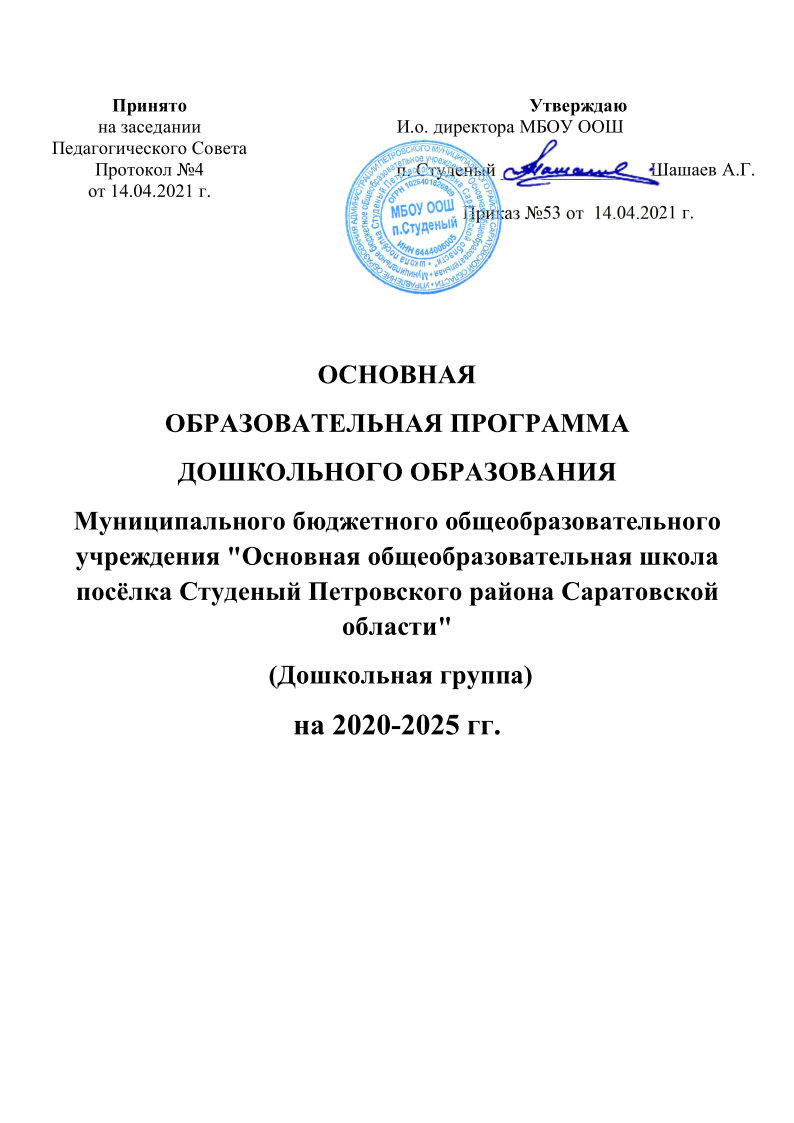 Принято
на заседании
Педагогического Совета
Протокол №4
от 14.04.2021 г.
Утверждаю
И.о. директора МБОУ ООШ
п. Студеный Шашаев А.Г.
Приказ №53 от 14.04.2021 г.
МБОУ ООШ
п.Студеный
ИНН 6444006005
ОСНОВНАЯ
ОБРАЗОВАТЕЛЬНАЯ ПРОГРАММА
ДОШКОЛЬНОГО ОБРАЗОВАНИЯ
Муниципального бюджетного общеобразовательного
учреждения "Основная общеобразовательная школа
посёлка Студеный Петровского района Саратовской
области"
(Дошкольная группа)
на 2020-2025 гг.